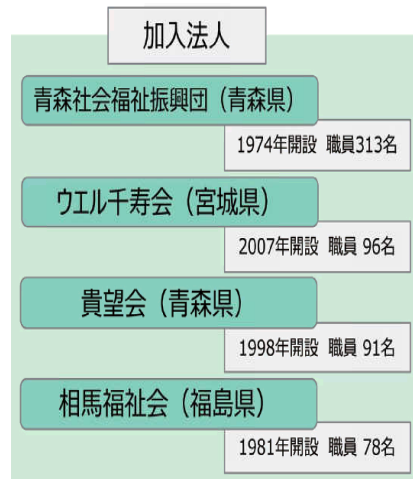 加入法人
青森社会福祉振興団（青森県）
1974年開設 職員313名
ウエル千寿会（宮城県）
2007年開設 職員 96名
貴望会（青森県）
1998年開設 職員 91名
相馬福祉会（福島県）
1981年開設 職員 78名